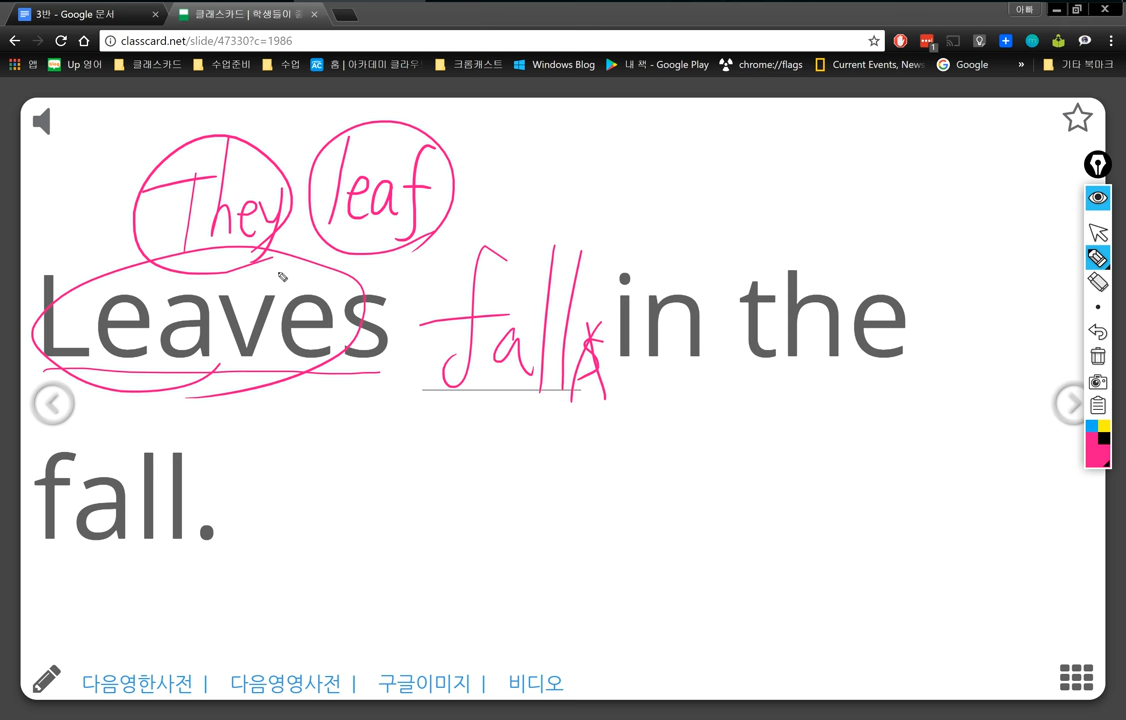 3반 - Google 문서
클래스카드 | 학생들이 좋
아빠
classcard.net/slide/47330?c=1986
1
앱 Up 영어 클래스카드 수업준비 수업 홈 | 아카데미 클라우 크롬캐스트 Windows Blog 내 책 - Google Play chrome://flags Current Events, News Google » 기타 북마크
They leaf
Leaves fall in the
fall.
다음영한사전 | 다음영영사전 | 구글이미지 | 비디오